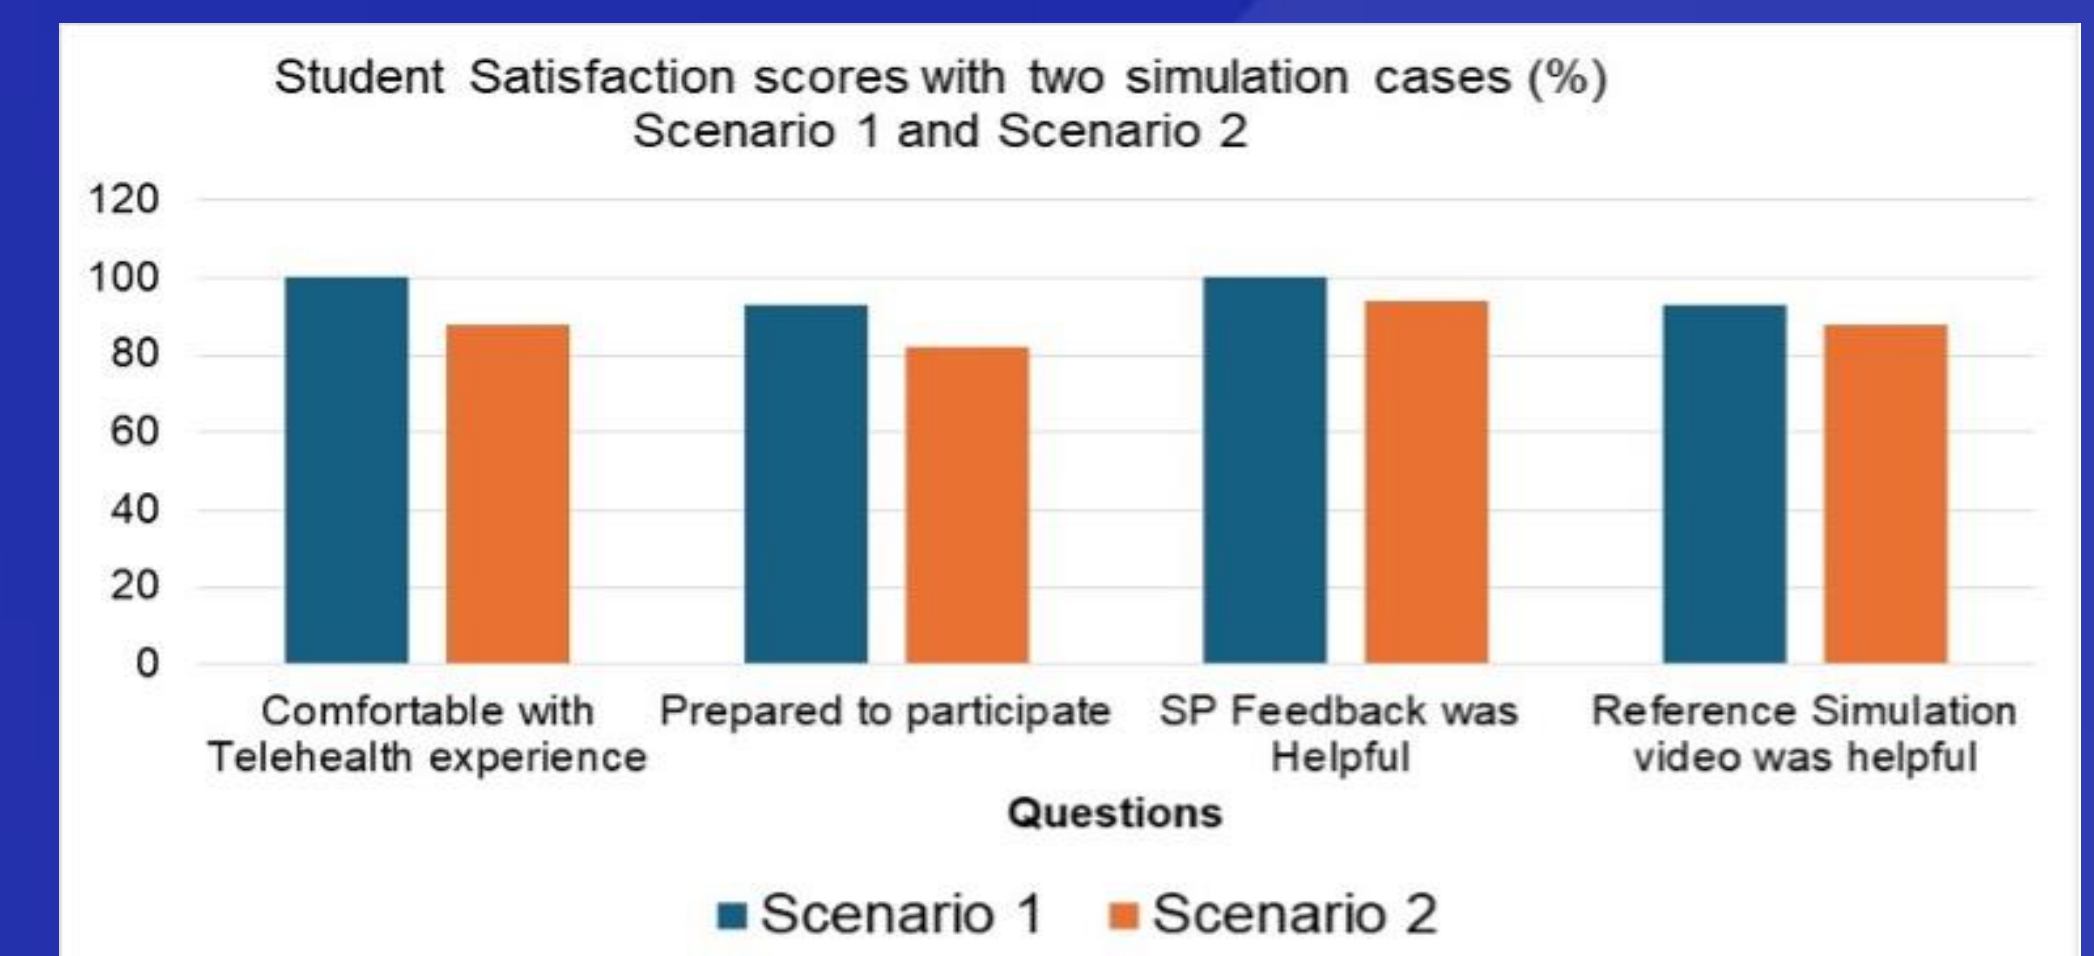 Student Satisfaction scores with two simulation cases (%)
Scenario 1 and Scenario 2
120
100
80
60
40
20
0
Comfortable with
Telehealth experience
Prepared to participate
SP Feedback was
Helpful
Reference Simulation
video was helpful
Questions
Scenario 1
Scenario 2